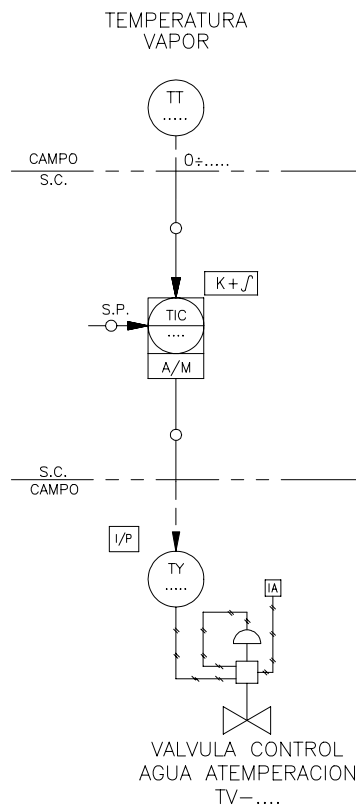 TEMPERATURA
VAPOR
TT
.....
CAMPO
0÷.....
S.C.
K+∫
S.P.
TIC
....
A/M
S.C.
CAMPO
I/P
TY
.....
IA
VALVULA CONTROL
AGUA ATEMPERACION
TV-....